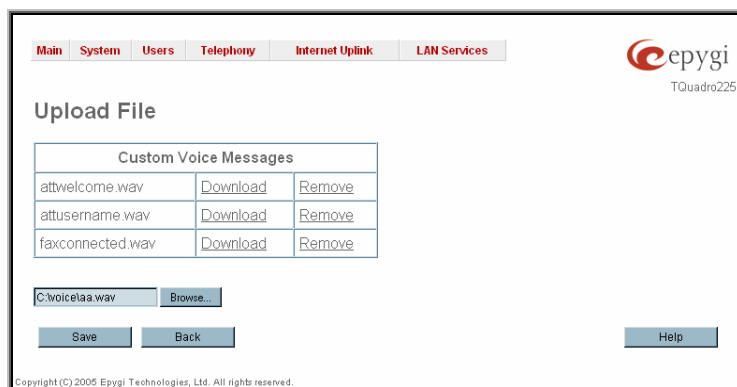 Main System Users Telephony Internet Uplink LAN Services
epygi
TQuadro225
Upload File
Custom Voice Messages
attwelcome.wav Download Remove
attusername.wav Download Remove
faxconnected.wav Download Remove
C:\voice\aa.wav Browse...
Save Back Help
Copyright (C) 2005 Epygi Technologies, Ltd. All rights reserved.